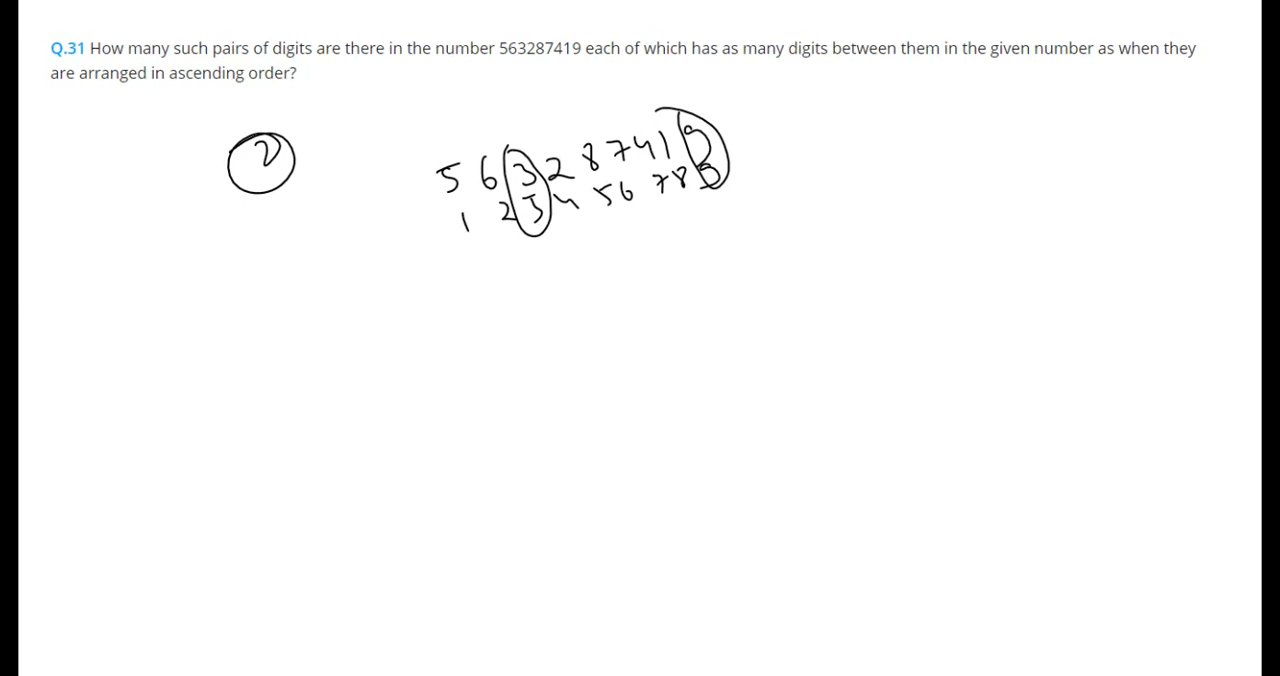 Q.31 How many such pairs of digits are there in the number 563287419 each of which has as many digits between them in the given number as when they
are arranged in ascending order?
2
5 6 3 2 8 7 4 1 9
1 2 3 4 5 6 7 8 9